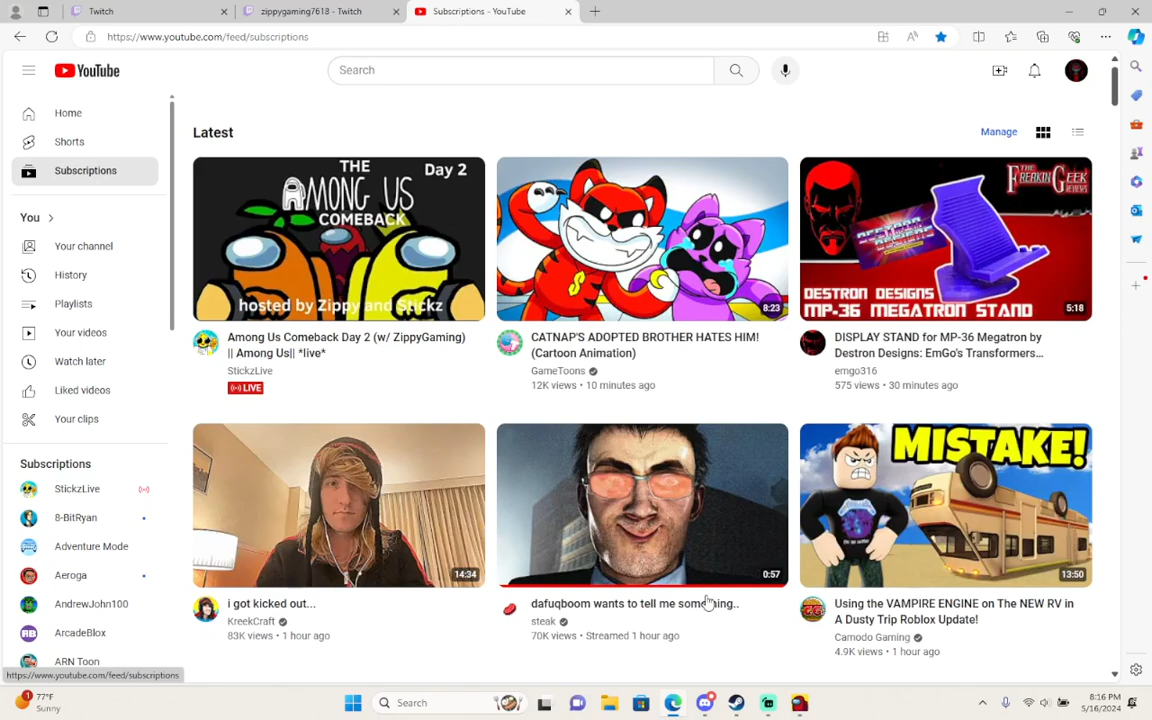 Twitch
zippygaming7618 - Twitch
Subscriptions - YouTube
https://www.youtube.com/feed/subscriptions
YouTube
Search
Home
Shorts
Subscriptions
You
Your channel
History
Playlists
Your videos
Watch later
Liked videos
Your clips
Subscriptions
StickzLive
8-BitRyan
Adventure Mode
Aeroga
AndrewJohn100
ArcadeBlox
ARN Toon
https://www.youtube.com/feed/subscriptions
Latest
Manage
THE
AMONG US
COMEBACK
Day 2
hosted by Zippy and Stickz
Among Us Comeback Day 2 (w/ ZippyGaming)
|| Among Us|| *live*
StickzLive
LIVE
8:23
CATNAP'S ADOPTED BROTHER HATES HIM!
(Cartoon Animation)
GameToons
12K views • 10 minutes ago
THE
FREAKIN GEEK
REVIEWS
DESTRON DESIGNS
DESTRON DESIGNS
MP-36 MEGATRON STAND
5:18
DISPLAY STAND for MP-36 Megatron by
Destron Designs: EmGo's Transformers...
emgo316
575 views • 30 minutes ago
14:34
i got kicked out...
KreekCraft
83K views • 1 hour ago
0:57
dafuqboom wants to tell me something..
steak
70K views • Streamed 1 hour ago
MISTAKE!
13:50
Using the VAMPIRE ENGINE on The NEW RV in
A Dusty Trip Roblox Update!
Camodo Gaming
4.9K views • 1 hour ago
1
77°F
Sunny
Search
8:16 PM
5/16/2024